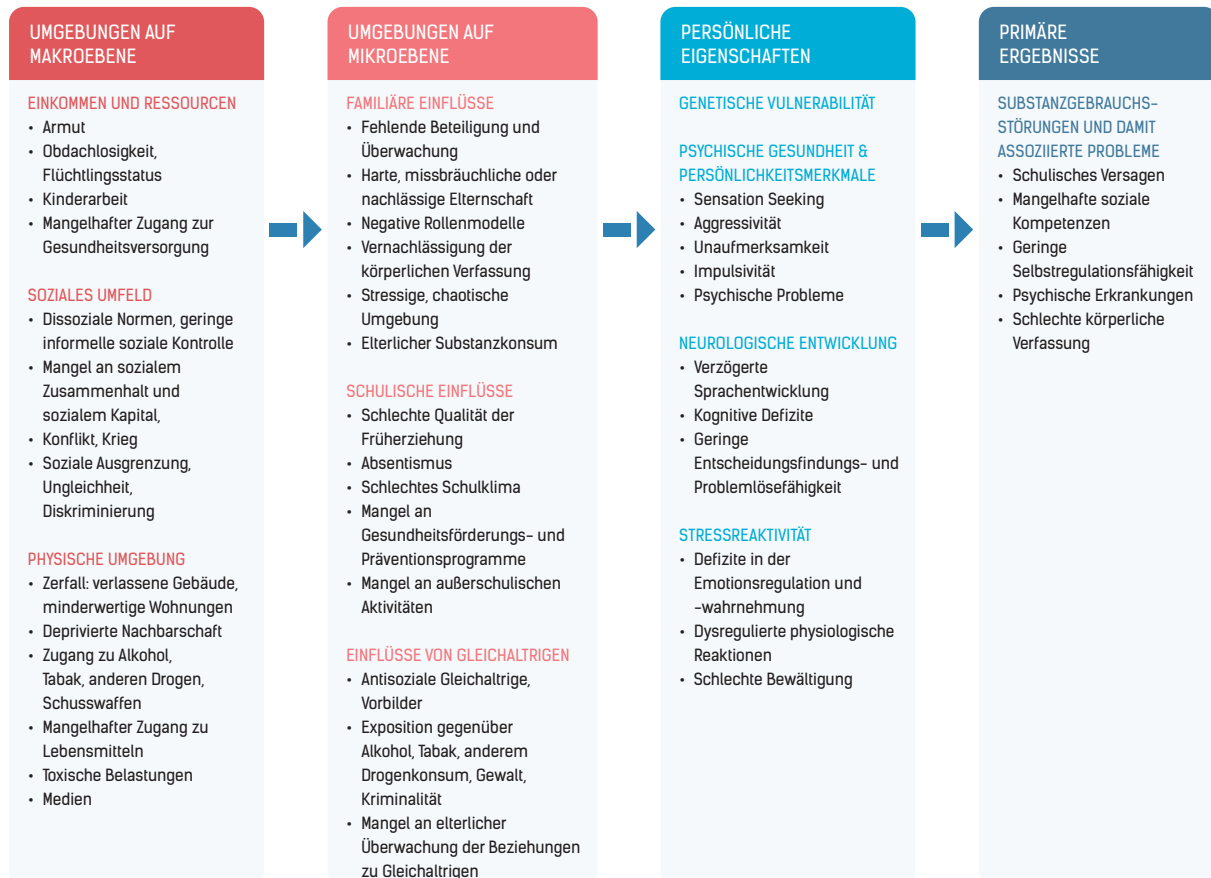 UMGEBUNGEN AUF
MAKROEBENE
EINKOMMEN UND RESSOURCEN
• Armut
• Obdachlosigkeit,
Flüchtlingsstatus
• Kinderarbeit
• Mangelhafter Zugang zur
Gesundheitsversorgung
SOZIALES UMFELD
• Dissoziale Normen, geringe
informelle soziale Kontrolle
• Mangel an sozialem
Zusammenhalt und
sozialem Kapital,
• Konflikt, Krieg
• Soziale Ausgrenzung,
Ungleichheit,
Diskriminierung
PHYSISCHE UMGEBUNG
• Zerfall: verlassene Gebäude,
minderwertige Wohnungen
• Deprivierte Nachbarschaft
• Zugang zu Alkohol,
Tabak, anderen Drogen,
Schusswaffen
• Mangelhafter Zugang zu
Lebensmitteln
• Toxische Belastungen
• Medien
UMGEBUNGEN AUF
MIKROEBENE
FAMILIÄRE EINFLÜSSE
• Fehlende Beteiligung und
Überwachung
• Harte, missbräuchliche oder
nachlässige Elternschaft
• Negative Rollenmodelle
• Vernachlässigung der
körperlichen Verfassung
• Stressige, chaotische
Umgebung
• Elterlicher Substanzkonsum
SCHULISCHE EINFLÜSSE
• Schlechte Qualität der
Früherziehung
• Absentismus
• Schlechtes Schulklima
• Mangel an
Gesundheitsförderungs- und
Präventionsprogramme
• Mangel an außerschulischen
Aktivitäten
EINFLÜSSE VON GLEICHALTRIGEN
• Antisoziale Gleichaltrige,
Vorbilder
• Exposition gegenüber
Alkohol, Tabak, anderem
Drogenkonsum, Gewalt,
Kriminalität
• Mangel an elterlicher
Überwachung der Beziehungen
zu Gleichaltrigen
PERSÖNLICHE
EIGENSCHAFTEN
GENETISCHE VULNERABILITÄT
PSYCHISCHE GESUNDHEIT &
PERSÖNLICHKEITSMERKMALE
• Sensation Seeking
• Aggressivität
• Unaufmerksamkeit
• Impulsivität
• Psychische Probleme
NEUROLOGISCHE ENTWICKLUNG
• Verzögerte
Sprachentwicklung
• Kognitive Defizite
• Geringe
Entscheidungsfindungs- und
Problemlösefähigkeit
STRESSREAKTIVITÄT
• Defizite in der
Emotionsregulation und
-wahrnehmung
• Dysregulierte physiologische
Reaktionen
• Schlechte Bewältigung
PRIMÄRE
ERGEBNISSE
SUBSTANZGEBRAUCHS-
STÖRUNGEN UND DAMIT
ASSOZIIERTE PROBLEME
• Schulisches Versagen
• Mangelhafte soziale
Kompetenzen
• Geringe
Selbstregulationsfähigkeit
• Psychische Erkrankungen
• Schlechte körperliche
Verfassung